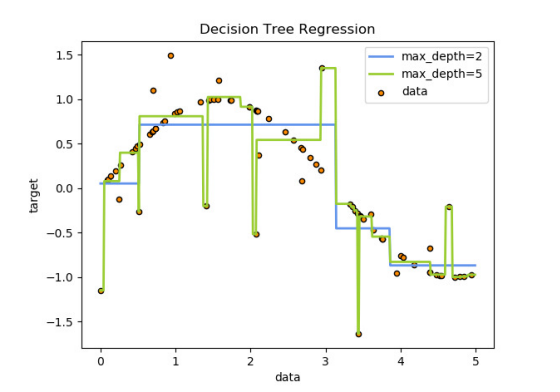 Decision Tree Regression
max_depth=2
max_depth=5
data
target
1.5
1.0
0.5
0.0
−0.5
−1.0
−1.5
0 1 2 3 4 5
data